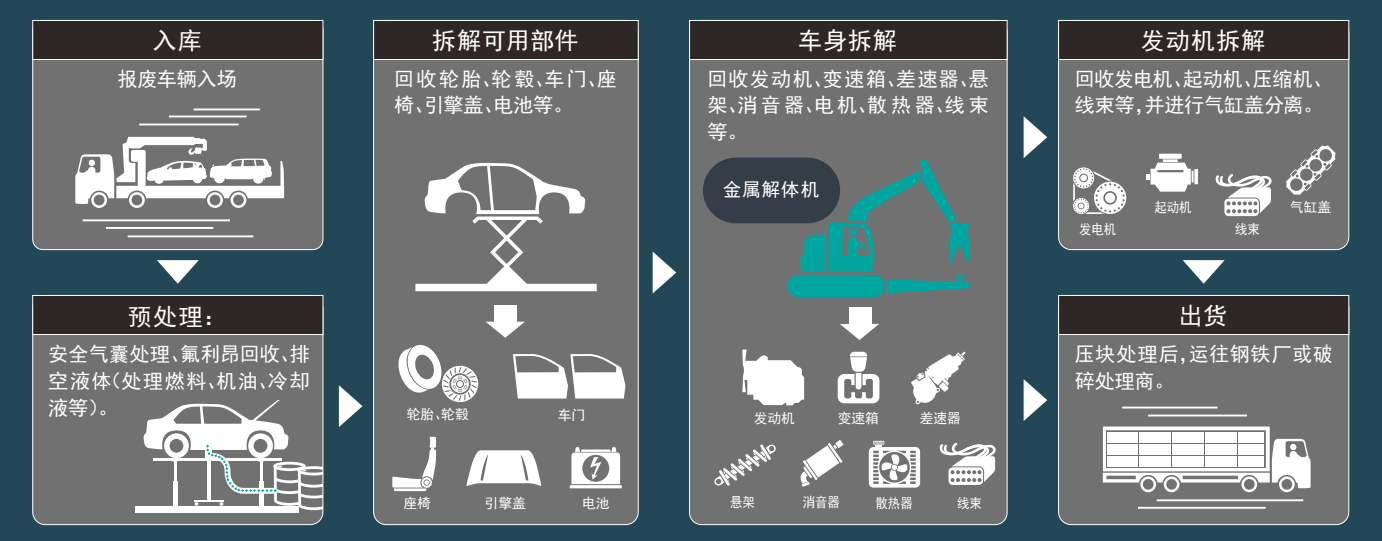 入库
报废车辆入场
预处理：
安全气囊处理、氟利昂回收、排
空液体（处理燃料、机油、冷却
液等）。
拆解可用部件
回收轮胎、轮毂、车门、座
椅、引擎盖、电池等。
轮胎、轮毂
车门
座椅
引擎盖
电池
车身拆解
回收发动机、变速箱、差速器、悬
架、消音器、电机、散热器、线束
等。
金属解体机
发动机
变速箱
差速器
悬架
消音器
散热器
线束
发动机拆解
回收发电机、起动机、压缩机、
线束等，并进行气缸盖分离。
发电机
起动机
线束
气缸盖
出货
压块处理后，运往钢铁厂或破
碎处理商。